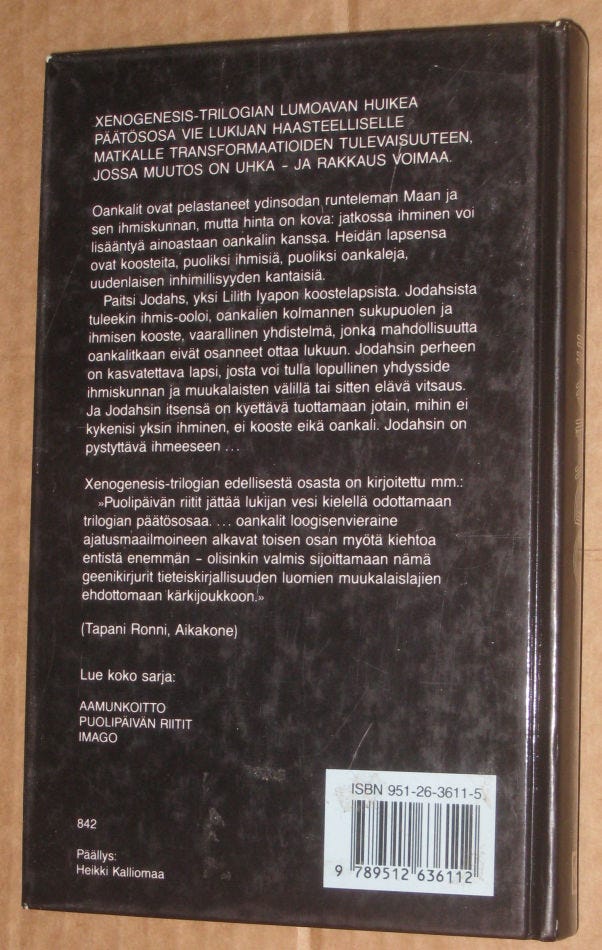 XENOGENESIS-TRILOGIAN LUMOAVAN HUIKEA
PÄÄTÖSOSA VIE LUKIJAN HAASTEELLISELLE
MATKALLE TRANSFORMAATIOIDEN TULEVAISUUTEEN,
JOSSA MUUTOS ON UHKA – JA RAKKAUS VOIMAA.
Oankalit ovat pelastaneet ydinsodan runteleman Maan ja
sen ihmiskunnan, mutta hinta on kova: jatkossa ihminen voi
lisääntyä ainoastaan oankalin kanssa. Heidän lapsensa
ovat koosteita, puoliksi ihmisiä, puoliksi oankaleja,
uudenlaisen inhimillisyyden kantaisiä.
Paitsi Jodahs, yksi Lilith Iyapon koostelapsista. Jodahsista
tuleekin ihmis-ooloi, oankalien kolmannen sukupuolen ja
ihmisen kooste, vaarallinen yhdistelmä, jonka mahdollisuutta
oankalitkaan eivät osanneet ottaa lukuun. Jodahsin perheen
on kasvatettava lapsi, josta voi tulla lopullinen yhdysside
ihmiskunnan ja muukalaisten välillä tai sitten elävä vitsaus.
Ja Jodahsin itsensä on kyettävä tuottamaan jotain, mihin ei
kykenisi yksin ihminen, ei kooste eikä oankali. Jodahsin on
pystyttävä ihmeeseen ...
Xenogenesis-trilogian edellisestä osasta on kirjoitettu mm.:
»Puolipäivän riitit jättää lukijan vesi kielellä odottamaan
trilogian päätösosaa. ... oankalit loogisenvieraine
ajatusmaailmoineen alkavat toisen osan myötä kiehtoa
entistä enemmän – olisinkin valmis sijoittamaan nämä
geenikirjurit tieteiskirjallisuuden luomien muukalaislajien
ehdottomaan kärkijoukkoon.»
(Tapani Ronni, Aikakone)
Lue koko sarja:
AAMUNKOITTO
PUOLIPÄIVÄN RIITIT
IMAGO
842
Päällys:
Heikki Kalliomaa
ISBN 951-26-3611-5
9 789512 636112